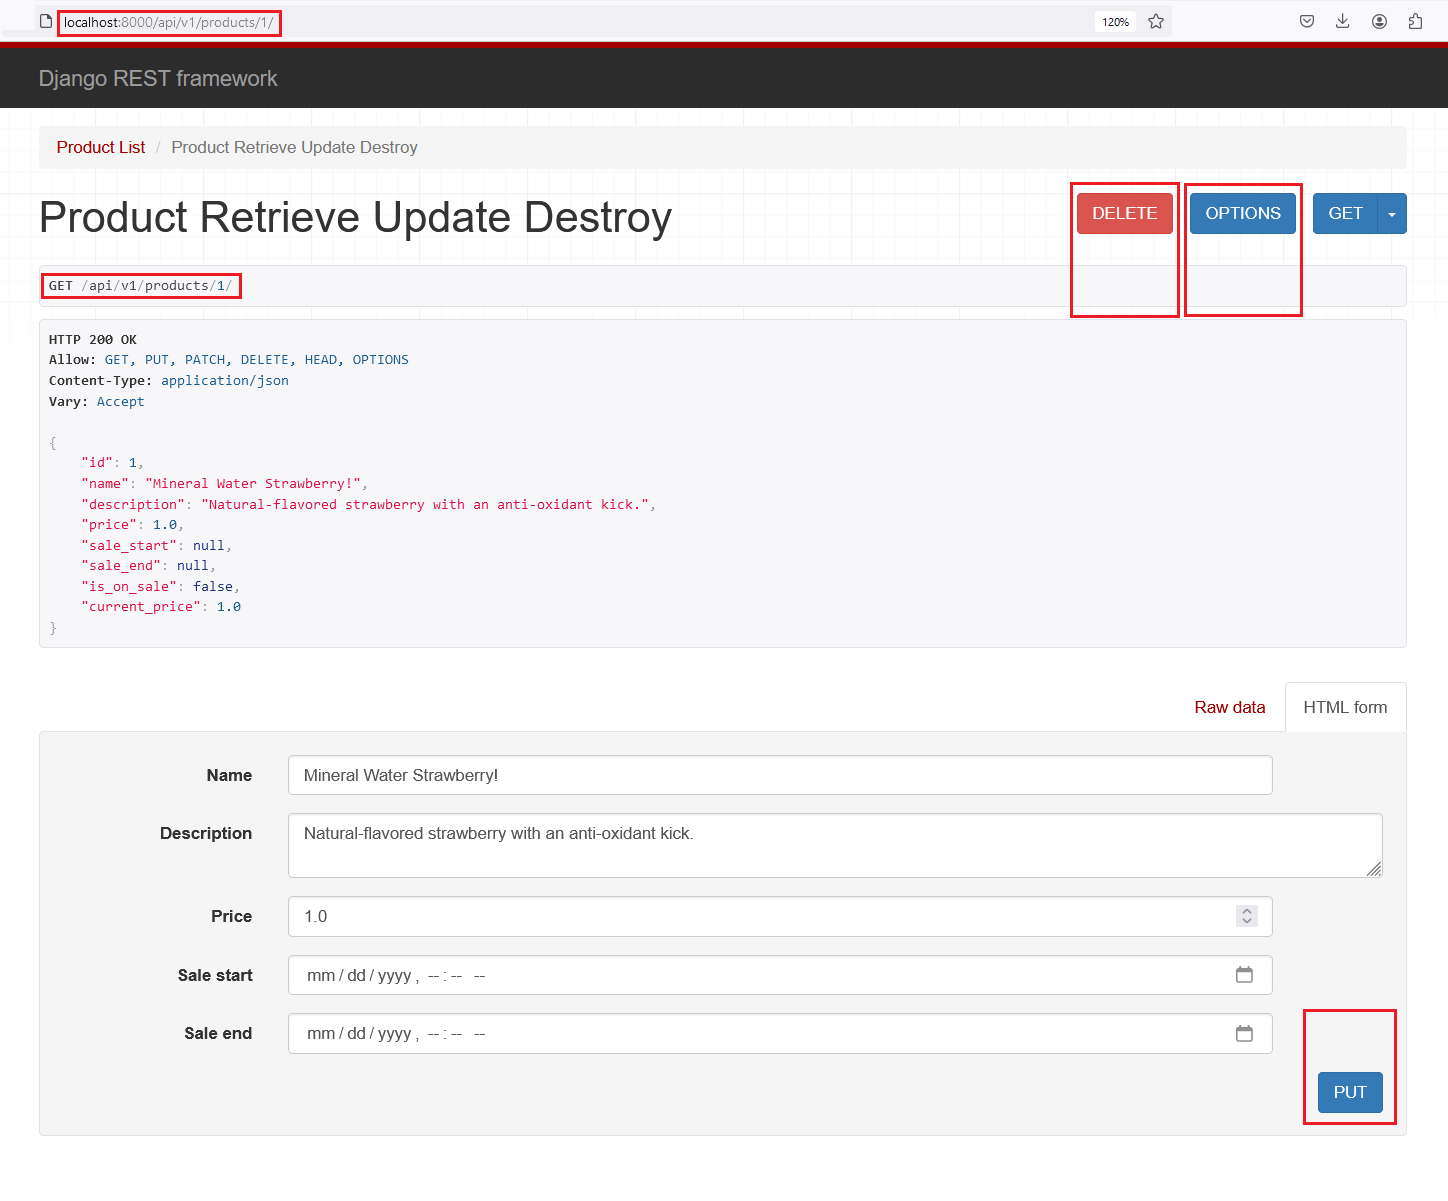 localhost:8000/api/v1/products/1/
120%
Django REST framework
Product List / Product Retrieve Update Destroy
Product Retrieve Update Destroy
DELETE
OPTIONS
GET
GET /api/v1/products/1/
HTTP 200 OK
Allow: GET, PUT, PATCH, DELETE, HEAD, OPTIONS
Content-Type: application/json
Vary: Accept
{
"id": 1,
"name": "Mineral Water Strawberry!",
"description": "Natural-flavored strawberry with an anti-oxidant kick.",
"price": 1.0,
"sale_start": null,
"sale_end": null,
"is_on_sale": false,
"current_price": 1.0
}
Raw data
HTML form
Name
Mineral Water Strawberry!
Description
Natural-flavored strawberry with an anti-oxidant kick.
Price
1.0
Sale start
mm / dd / yyyy , -- : -- --
Sale end
mm / dd / yyyy , -- : -- --
PUT